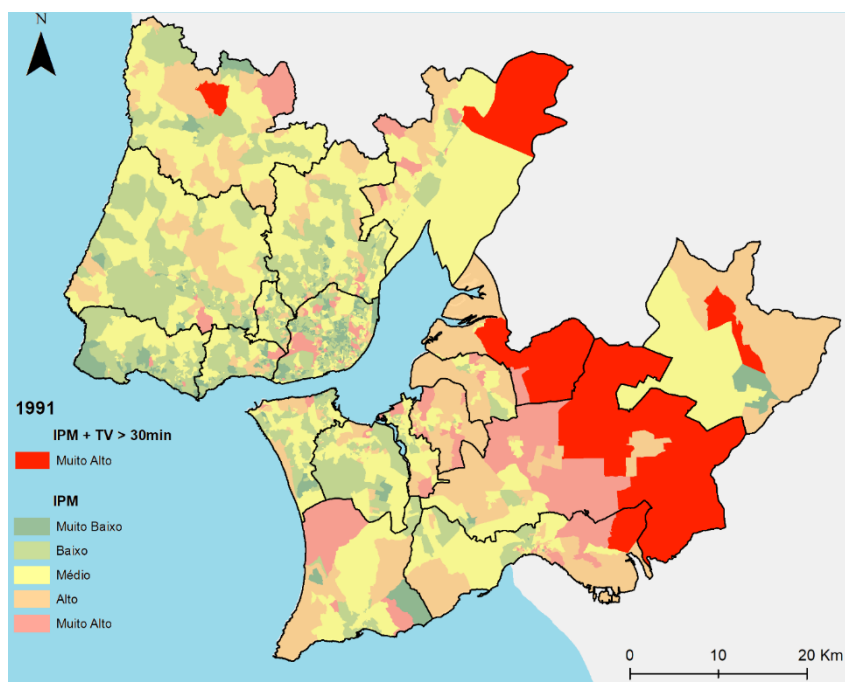 N
1991
IPM + TV > 30min
Muito Alto
IPM
Muito Baixo
Baixo
Médio
Alto
Muito Alto
0 10 20 Km